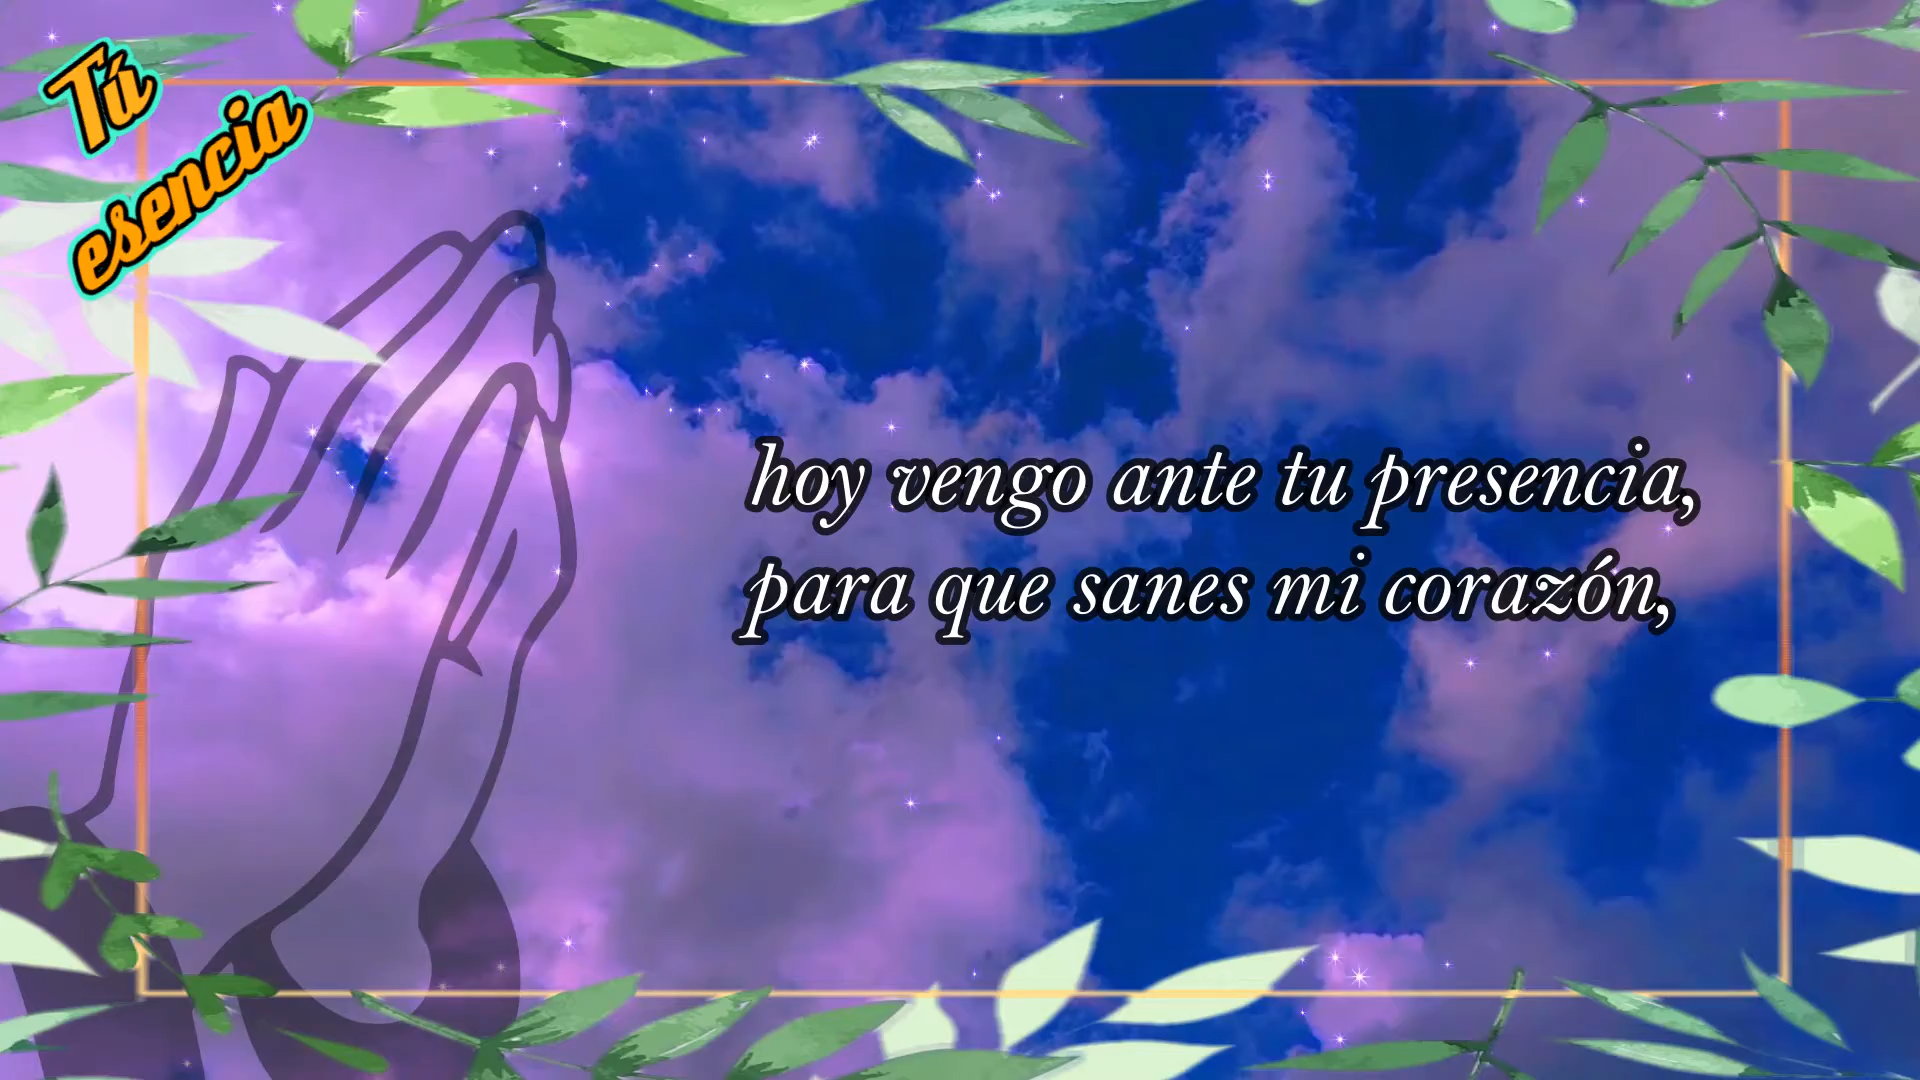 Tú
esencia
hoy vengo ante tu presencia,
para que sanes mi corazón,